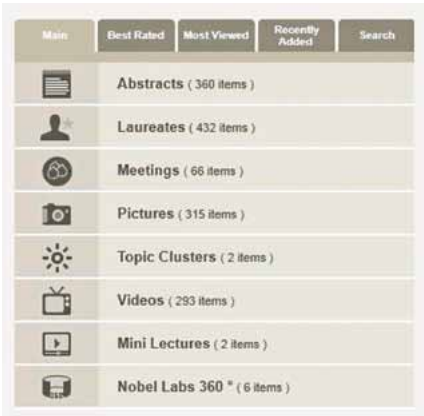 Main Best Rated Most Viewed Recently Added Search
Abstracts ( 360 items )
Laureates ( 432 items )
Meetings ( 66 items )
Pictures ( 315 items )
Topic Clusters ( 2 items )
Videos ( 293 items )
Mini Lectures ( 2 items )
Nobel Labs 360 ° ( 6 items )